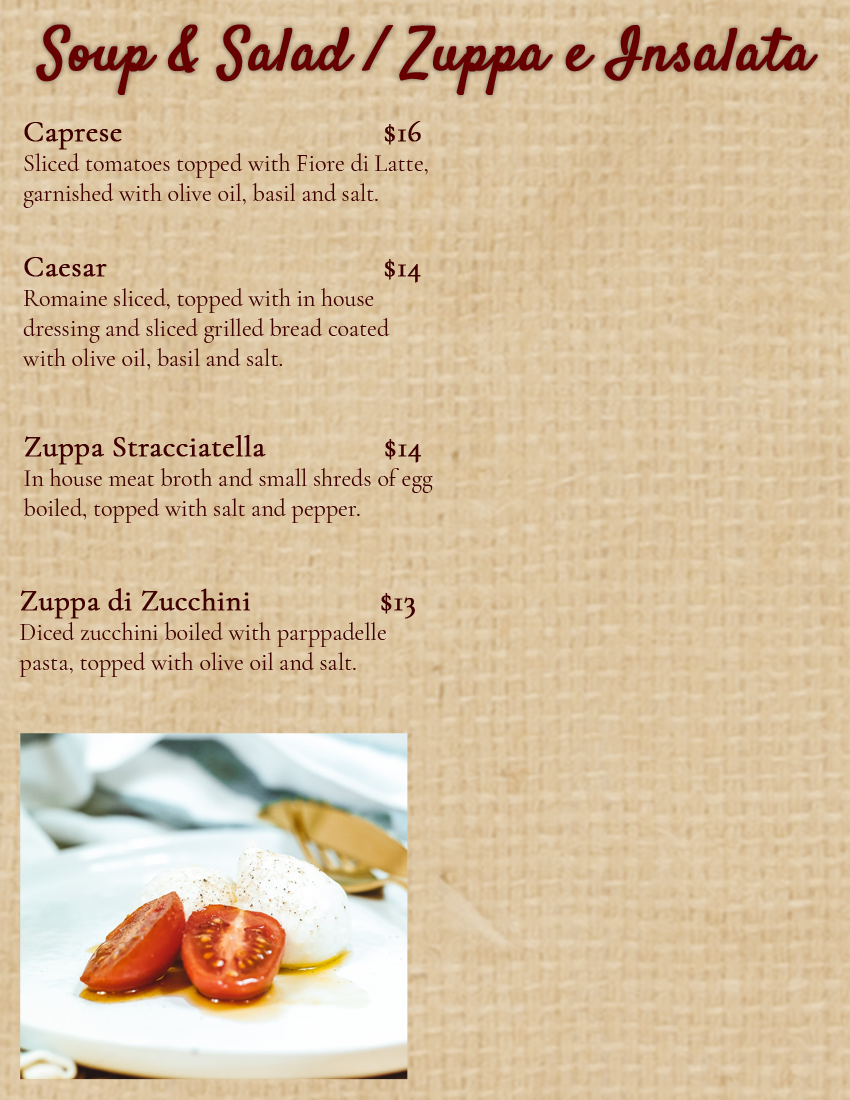 Soup & Salad / Zuppa e Insalata
Caprese $16
Sliced tomatoes topped with Fiore di Latte,
garnished with olive oil, basil and salt.
Caesar $14
Romaine sliced, topped with in house
dressing and sliced grilled bread coated
with olive oil, basil and salt.
Zuppa Stracciatella $14
In house meat broth and small shreds of egg
boiled, topped with salt and pepper.
Zuppa di Zucchini $13
Diced zucchini boiled with parppadelle
pasta, topped with olive oil and salt.